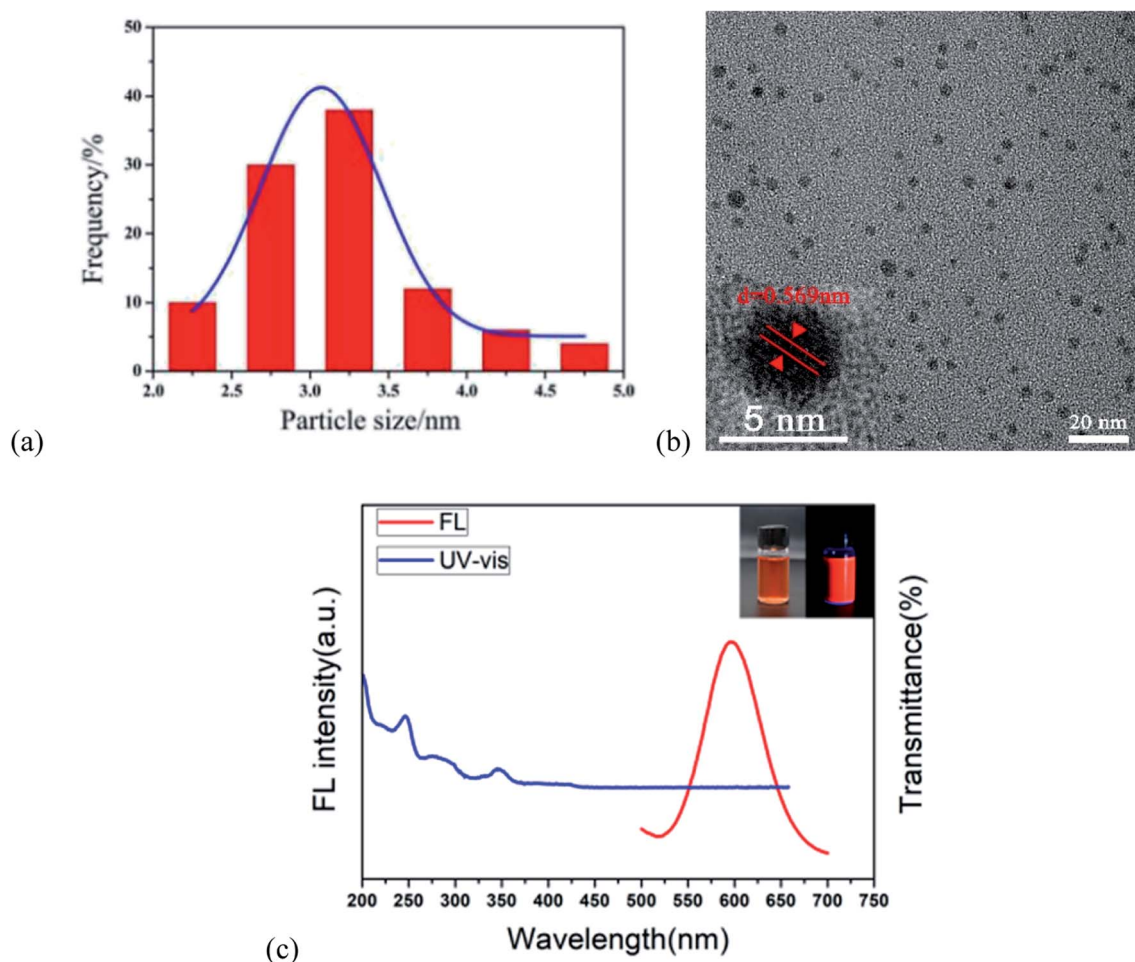 50
40
30
20
10
0
Frequency/%
2.0 2.5 3.0 3.5 4.0 4.5 5.0
Particle size/nm
(a)
d=0.569nm
5 nm
20 nm
(b)
FL
UV-vis
FL intensity(a.u.)
Transmittance(%)
200 250 300 350 400 450 500 550 600 650 700 750
Wavelength(nm)
(c)